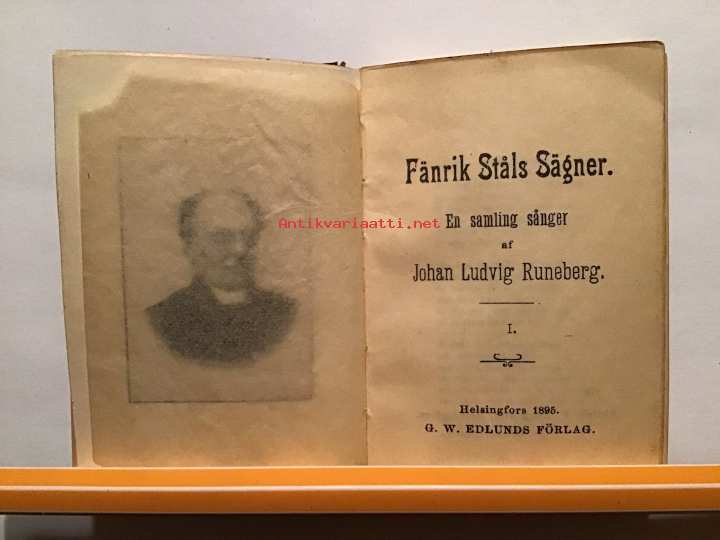 Antikvariaatti.net
Fänrik Ståls Sägner.
En samling sånger
af
Johan Ludvig Runeberg.
I.
Helsingfors 1895.
G. W. EDLUNDS FÖRLAG.